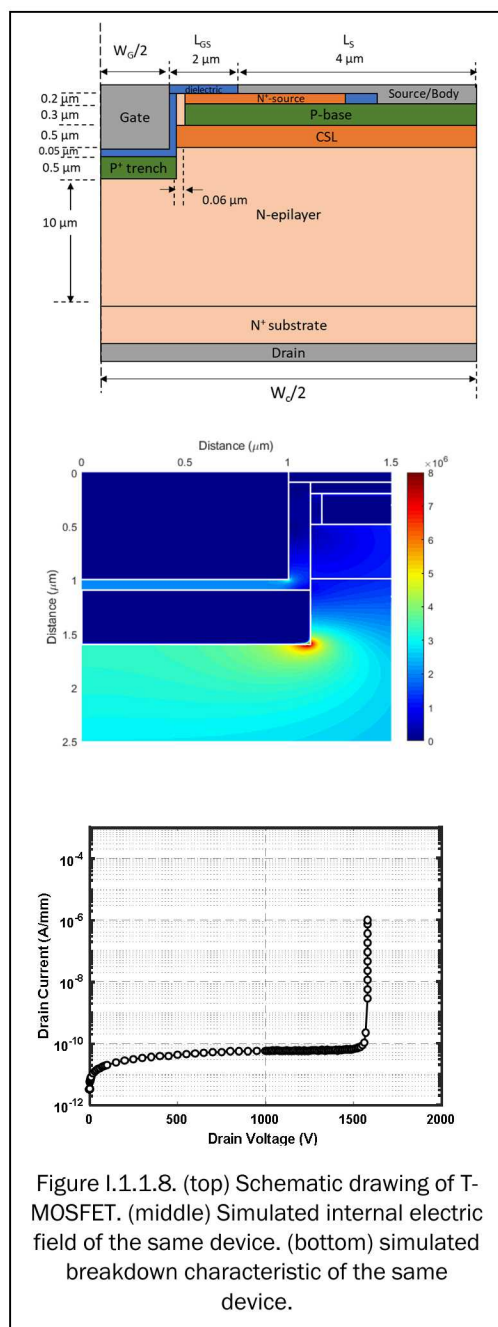 W_G/2
L_GS
2 µm
L_S
4 µm
dielectric
0.2 µm
N⁺-source
Source/Body
0.3 µm
Gate
P-base
0.5 µm
CSL
0.05 µm
P⁺ trench
0.5 µm
0.06 µm
N-epilayer
10 µm
N⁺ substrate
Drain
W_c/2
Distance (µm)
0 0.5 1 1.5
×10⁶
Distance (µm)
0
0.5
1
1.5
2
2.5
8
7
6
5
4
3
2
1
0
Drain Current (A/mm)
10⁻⁴
10⁻⁶
10⁻⁸
10⁻¹⁰
10⁻¹²
0 500 1000 1500 2000
Drain Voltage (V)
Figure I.1.1.8. (top) Schematic drawing of T-
MOSFET. (middle) Simulated internal electric
field of the same device. (bottom) simulated
breakdown characteristic of the same
device.